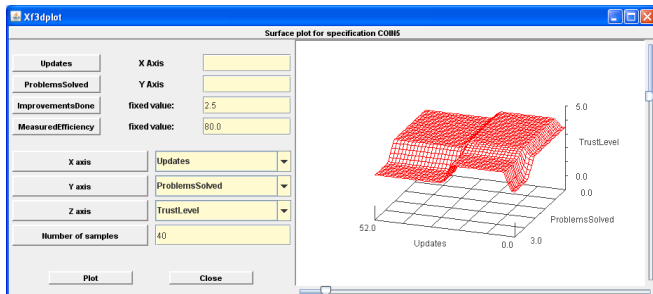 Xf3dplot
Surface plot for specification COIN5
Updates X Axis
ProblemsSolved Y Axis
ImprovementsDone fixed value: 2.5
MeasuredEfficiency fixed value: 80.0
X axis Updates
Y axis ProblemsSolved
Z axis TrustLevel
Number of samples 40
Plot Close
5.0
TrustLevel
0.0
0.0
ProblemsSolved
52.0
Updates
0.0
3.0